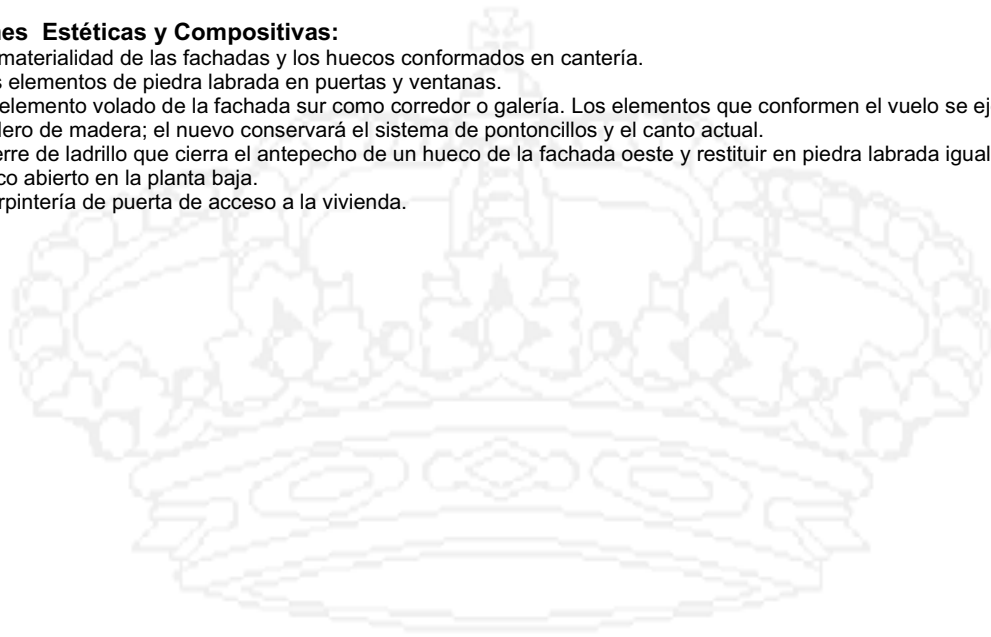 nes Estéticas y Compositivas:
materialidad de las fachadas y los huecos conformados en cantería.
s elementos de piedra labrada en puertas y ventanas.
elemento volado de la fachada sur como corredor o galería. Los elementos que conformen el vuelo se ej
lero de madera; el nuevo conservará el sistema de pontoncillos y el canto actual.
erre de ladrillo que cierra el antepecho de un hueco de la fachada oeste y restituir en piedra labrada igual
co abierto en la planta baja.
rpintería de puerta de acceso a la vivienda.